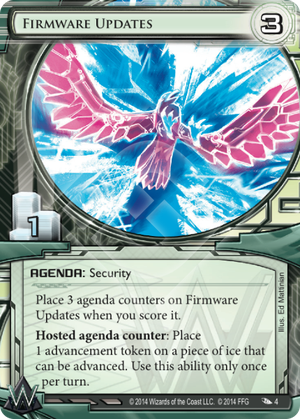 Firmware Updates
3
1
AGENDA: Security
Place 3 agenda counters on Firmware
Updates when you score it.
Hosted agenda counter: Place
1 advancement token on a piece of ice that
can be advanced. Use this ability only once
per turn.
Illus. Ed Mattinian
© 2014 Wizards of the Coast LLC. © 2014 FFG
4